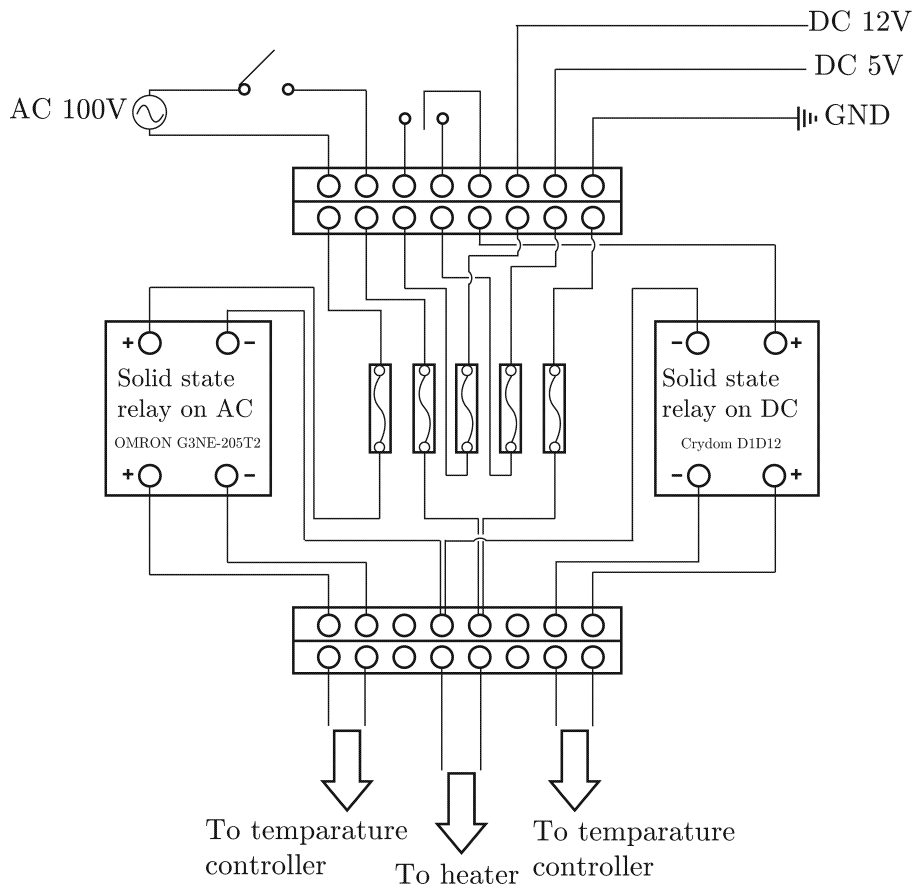 DC 12V
DC 5V
AC 100V
GND
+ −
− +
Solid state
relay on AC
OMRON G3NE-205T2
+ −
Solid state
relay on DC
Crydom D1D12
− +
To temparature
controller
To heater
To temparature
controller